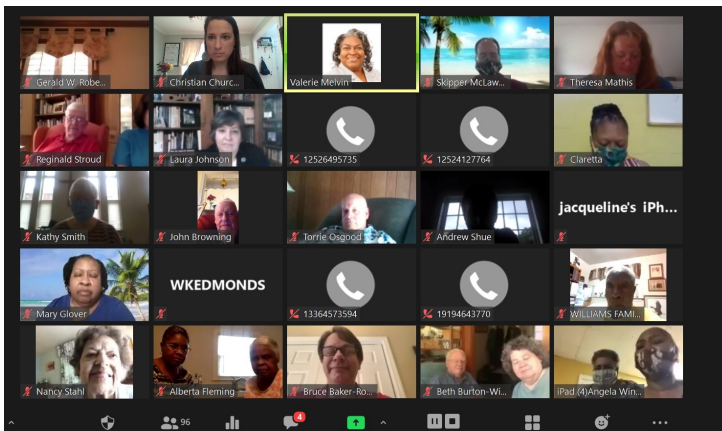 Gerald W. Robe...
Christian Churc...
Valerie Melvin
Skipper McLaw...
Theresa Mathis
Reginald Stroud
Laura Johnson
12526495735
12524127764
Claretta
Kathy Smith
John Browning
Torrie Osgood
Andrew Shue
jacqueline's iPh...
Mary Glover
WKEDMONDS
13364573594
19194643770
WILLIAMS FAMI...
Nancy Stahl
Alberta Fleming
Bruce Baker-Ro...
Beth Burton-Wi...
iPad (4)Angela Win...
96
4